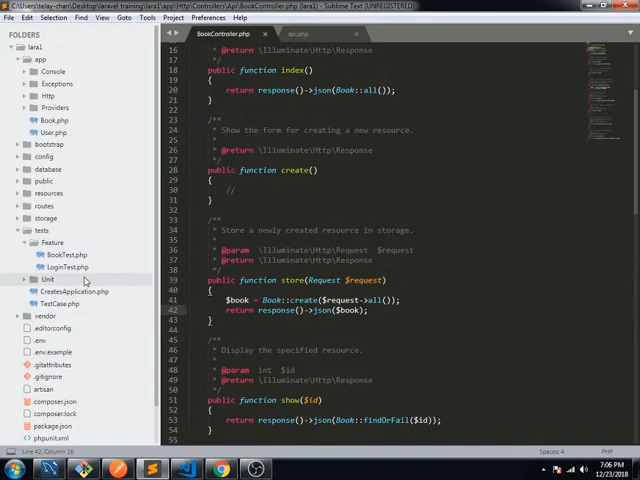 C:\Users\telay-chan\Desktop\laravel training\lara1\app\Http\Controllers\Api\BookController.php (lara1) - Sublime Text (UNREGISTERED)
File Edit Selection Find View Goto Tools Project Preferences Help
FOLDERS
lara1
app
Console
Exceptions
Http
Providers
Book.php
User.php
bootstrap
config
database
public
resources
routes
storage
tests
Feature
BookTest.php
LoginTest.php
Unit
CreatesApplication.php
TestCase.php
vendor
.editorconfig
.env
.env.example
.gitattributes
.gitignore
artisan
composer.json
composer.lock
package.json
phpunit.xml
BookController.php × api.php ×
16 * @return \Illuminate\Http\Response
17 */
18 public function index()
19 {
20 return response()->json(Book::all());
21 }
22
23 /**
24 * Show the form for creating a new resource.
25 *
26 * @return \Illuminate\Http\Response
27 */
28 public function create()
29 {
30 //
31 }
32
33 /**
34 * Store a newly created resource in storage.
35 *
36 * @param \Illuminate\Http\Request $request
37 * @return \Illuminate\Http\Response
38 */
39 public function store(Request $request)
40 {
41 $book = Book::create($request->all());
42 return response()->json($book);
43 }
44
45 /**
46 * Display the specified resource.
47 *
48 * @param int $id
49 * @return \Illuminate\Http\Response
50 */
51 public function show($id)
52 {
53 return response()->json(Book::findOrFail($id));
54 }
55
Line 42, Column 16
Spaces: 4
PHP
7:06 PM
12/23/2018